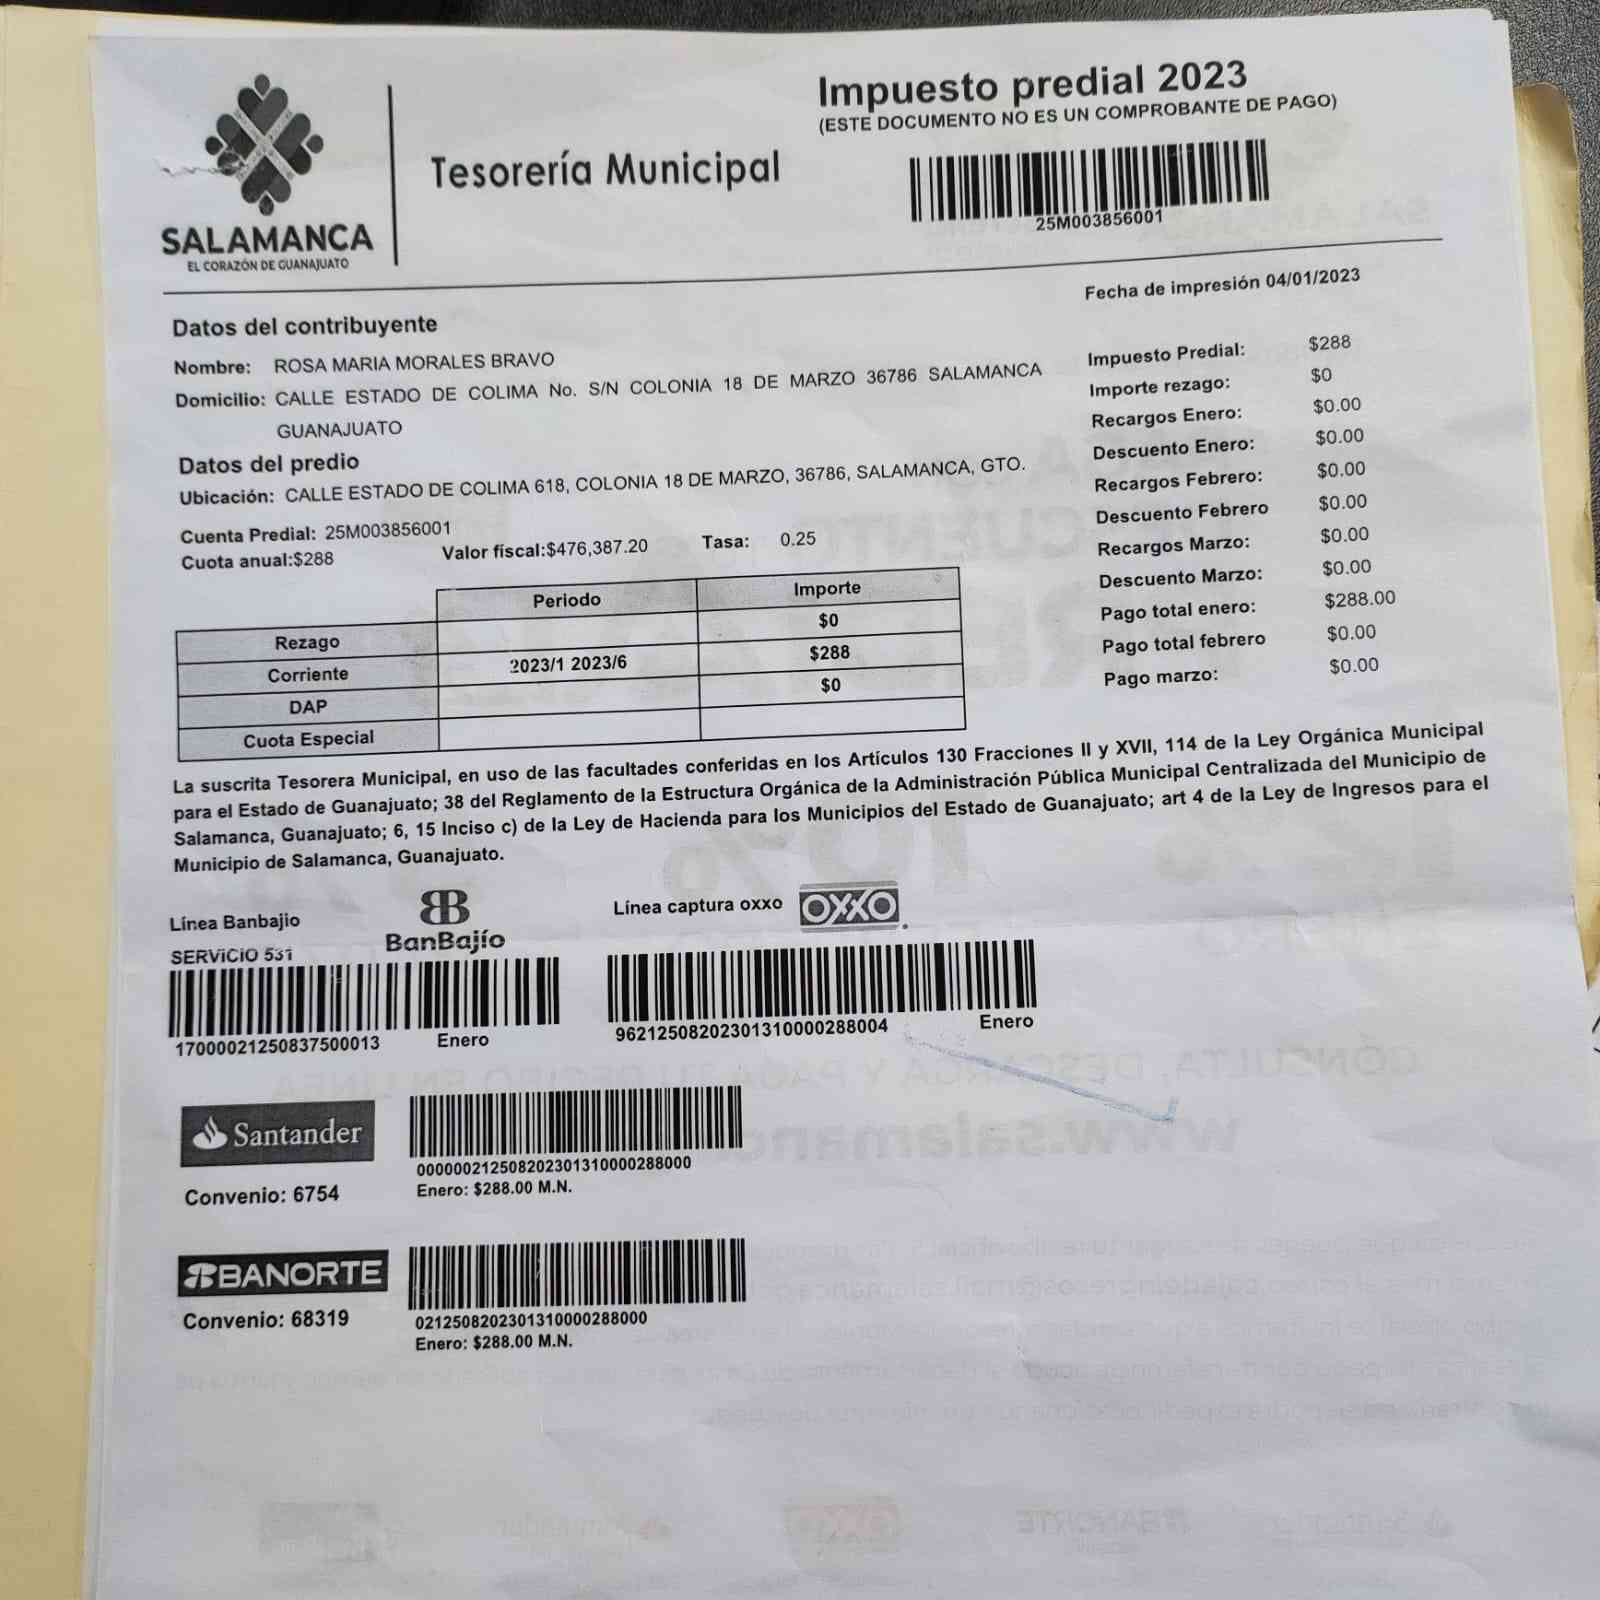 Impuesto predial 2023
(ESTE DOCUMENTO NO ES UN COMPROBANTE DE PAGO)
SALAMANCA
EL CORAZÓN DE GUANAJUATO
Tesorería Municipal
25M003856001
Fecha de impresión 04/01/2023
Datos del contribuyente
Nombre: ROSA MARIA MORALES BRAVO
Domicilio: CALLE ESTADO DE COLIMA No. S/N COLONIA 18 DE MARZO 36786 SALAMANCA
GUANAJUATO
Datos del predio
Ubicación: CALLE ESTADO DE COLIMA 618, COLONIA 18 DE MARZO, 36786, SALAMANCA, GTO.
Cuenta Predial: 25M003856001
Cuota anual:$288 Valor fiscal:$476,387.20 Tasa: 0.25
Impuesto Predial: $288
Importe rezago: $0
Recargos Enero: $0.00
Descuento Enero: $0.00
Recargos Febrero: $0.00
Descuento Febrero $0.00
Recargos Marzo: $0.00
Descuento Marzo: $0.00
Pago total enero: $288.00
Pago total febrero $0.00
Pago marzo: $0.00
Periodo Importe
Rezago $0
Corriente 2023/1 2023/6 $288
DAP $0
Cuota Especial
La suscrita Tesorera Municipal, en uso de las facultades conferidas en los Artículos 130 Fracciones II y XVII, 114 de la Ley Orgánica Municipal
para el Estado de Guanajuato; 38 del Reglamento de la Estructura Orgánica de la Administración Pública Municipal Centralizada del Municipio de
Salamanca, Guanajuato; 6, 15 Inciso c) de la Ley de Hacienda para los Municipios del Estado de Guanajuato; art 4 de la Ley de Ingresos para el
Municipio de Salamanca, Guanajuato.
Línea Banbajio
BanBajío
SERVICIO 531
17000021250837500013 Enero
Línea captura oxxo OXXO
96212508202301310000288004 Enero
Santander
Convenio: 6754
00000021250820230131000028800​0
Enero: $288.00 M.N.
BANORTE
Convenio: 68319
0212508202301310000288000
Enero: $288.00 M.N.